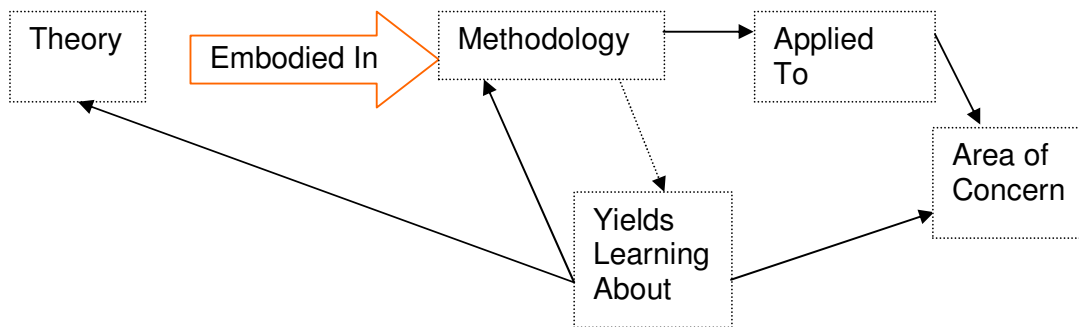 Theory
Embodied In
Methodology
Applied
To
Area of
Concern
Yields
Learning
About